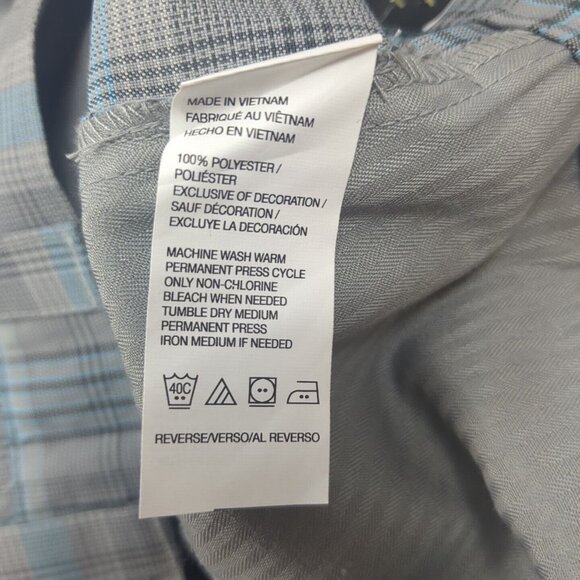 MADE IN VIETNAM
FABRIQUÉ AU VIÊTNAM
HECHO EN VIETNAM
100% POLYESTER /
POLIÉSTER
EXCLUSIVE OF DECORATION /
SAUF DÉCORATION /
EXCLUYE LA DECORACIÓN
MACHINE WASH WARM
PERMANENT PRESS CYCLE
ONLY NON-CHLORINE
BLEACH WHEN NEEDED
TUMBLE DRY MEDIUM
PERMANENT PRESS
IRON MEDIUM IF NEEDED
40C
REVERSE/VERSO/AL REVERSO